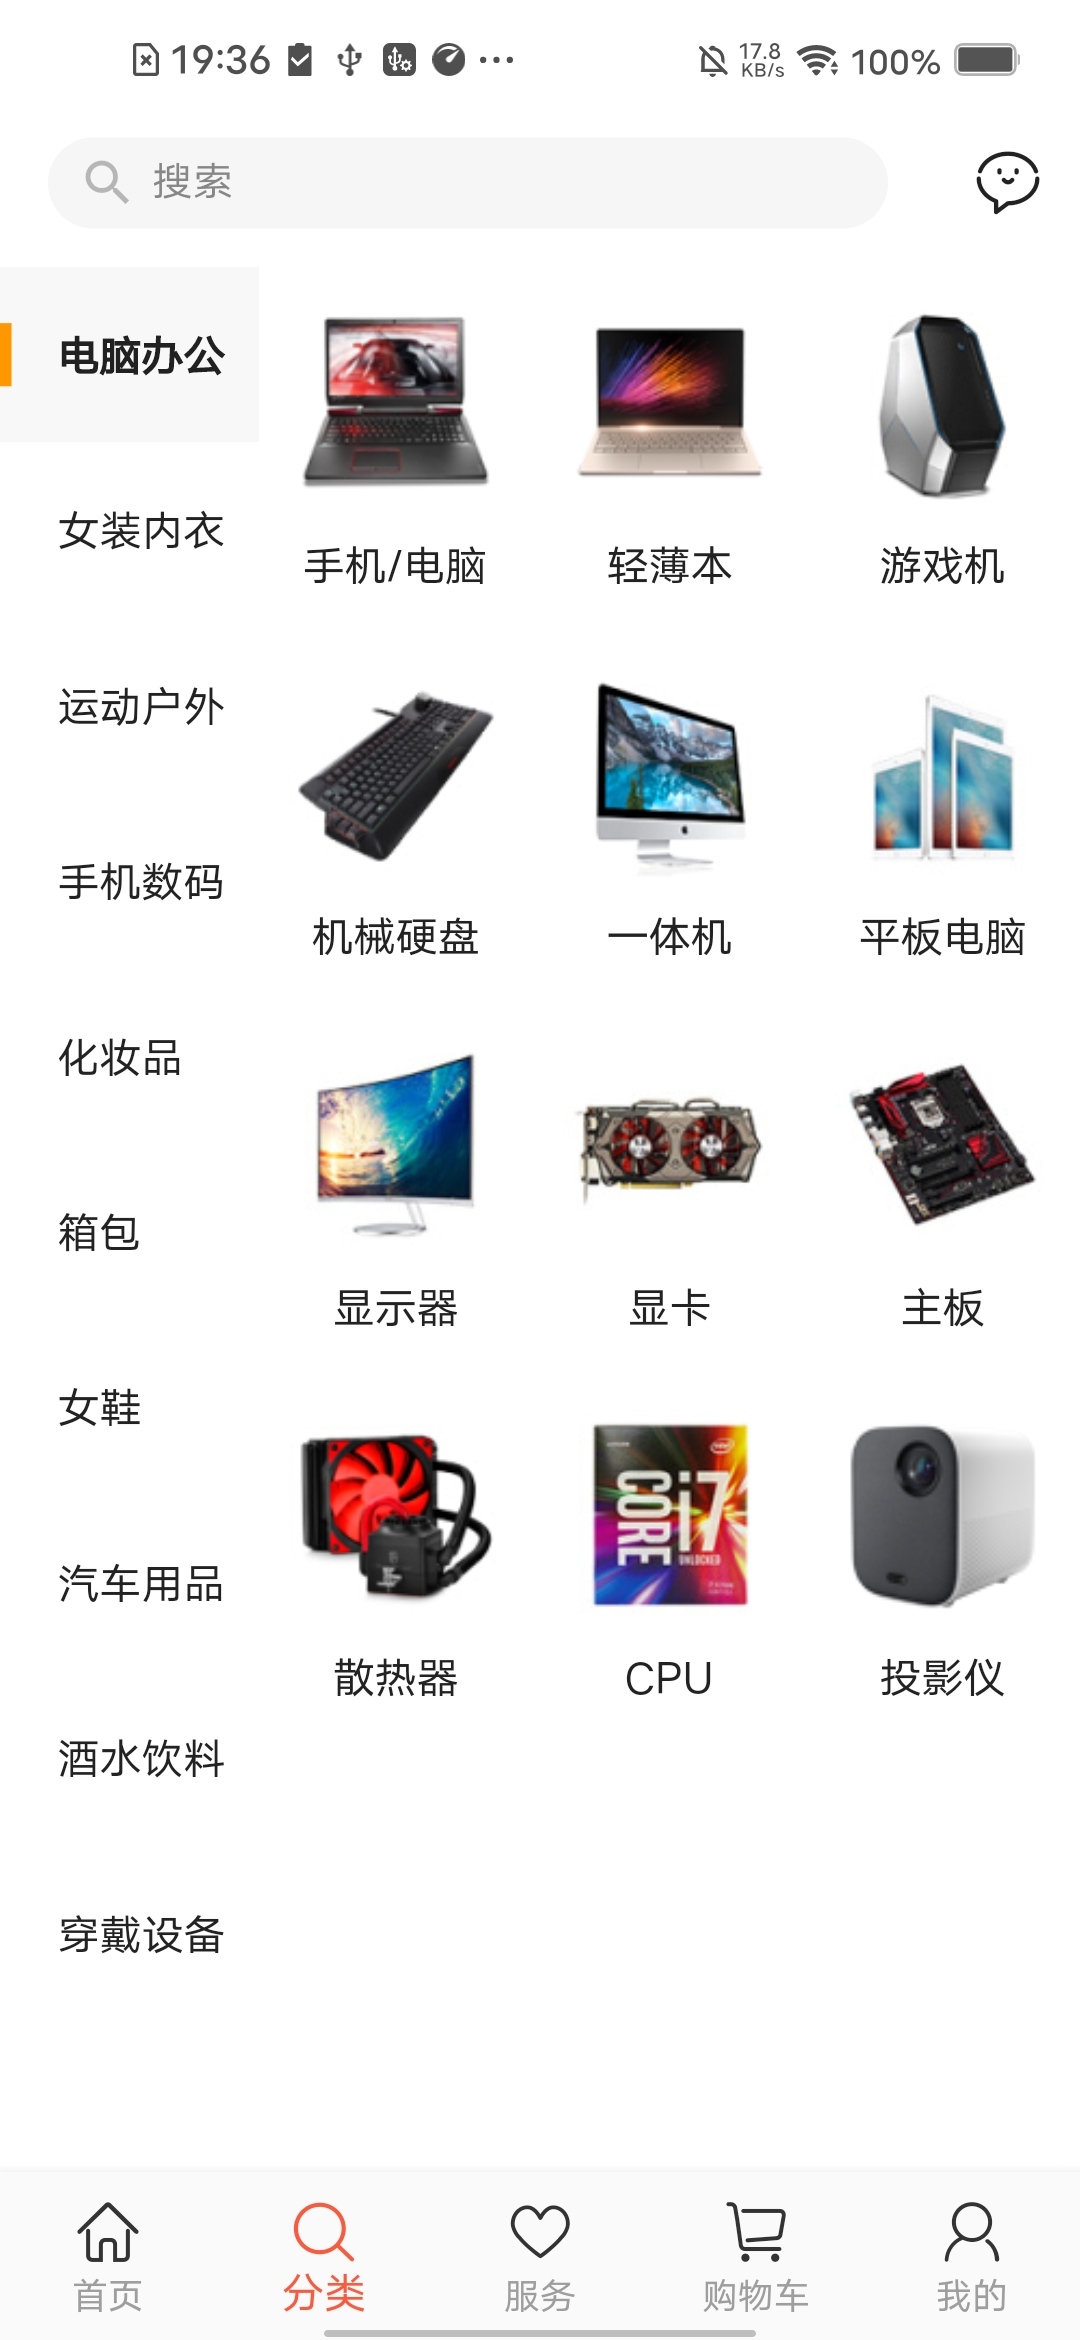 19:36
17.8
KB/s
100%
搜索
电脑办公
女装内衣
运动户外
手机数码
化妆品
箱包
女鞋
汽车用品
酒水饮料
穿戴设备
手机/电脑
轻薄本
游戏机
机械硬盘
一体机
平板电脑
显示器
显卡
主板
CORE i7
UNLOCKED
散热器
CPU
投影仪
首页
分类
服务
购物车
我的